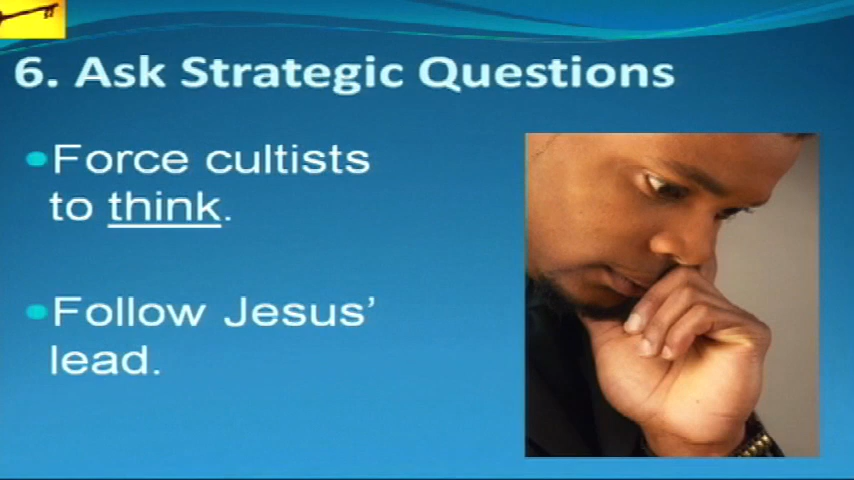 6. Ask Strategic Questions
•Force cultists
to think.
•Follow Jesus’
lead.